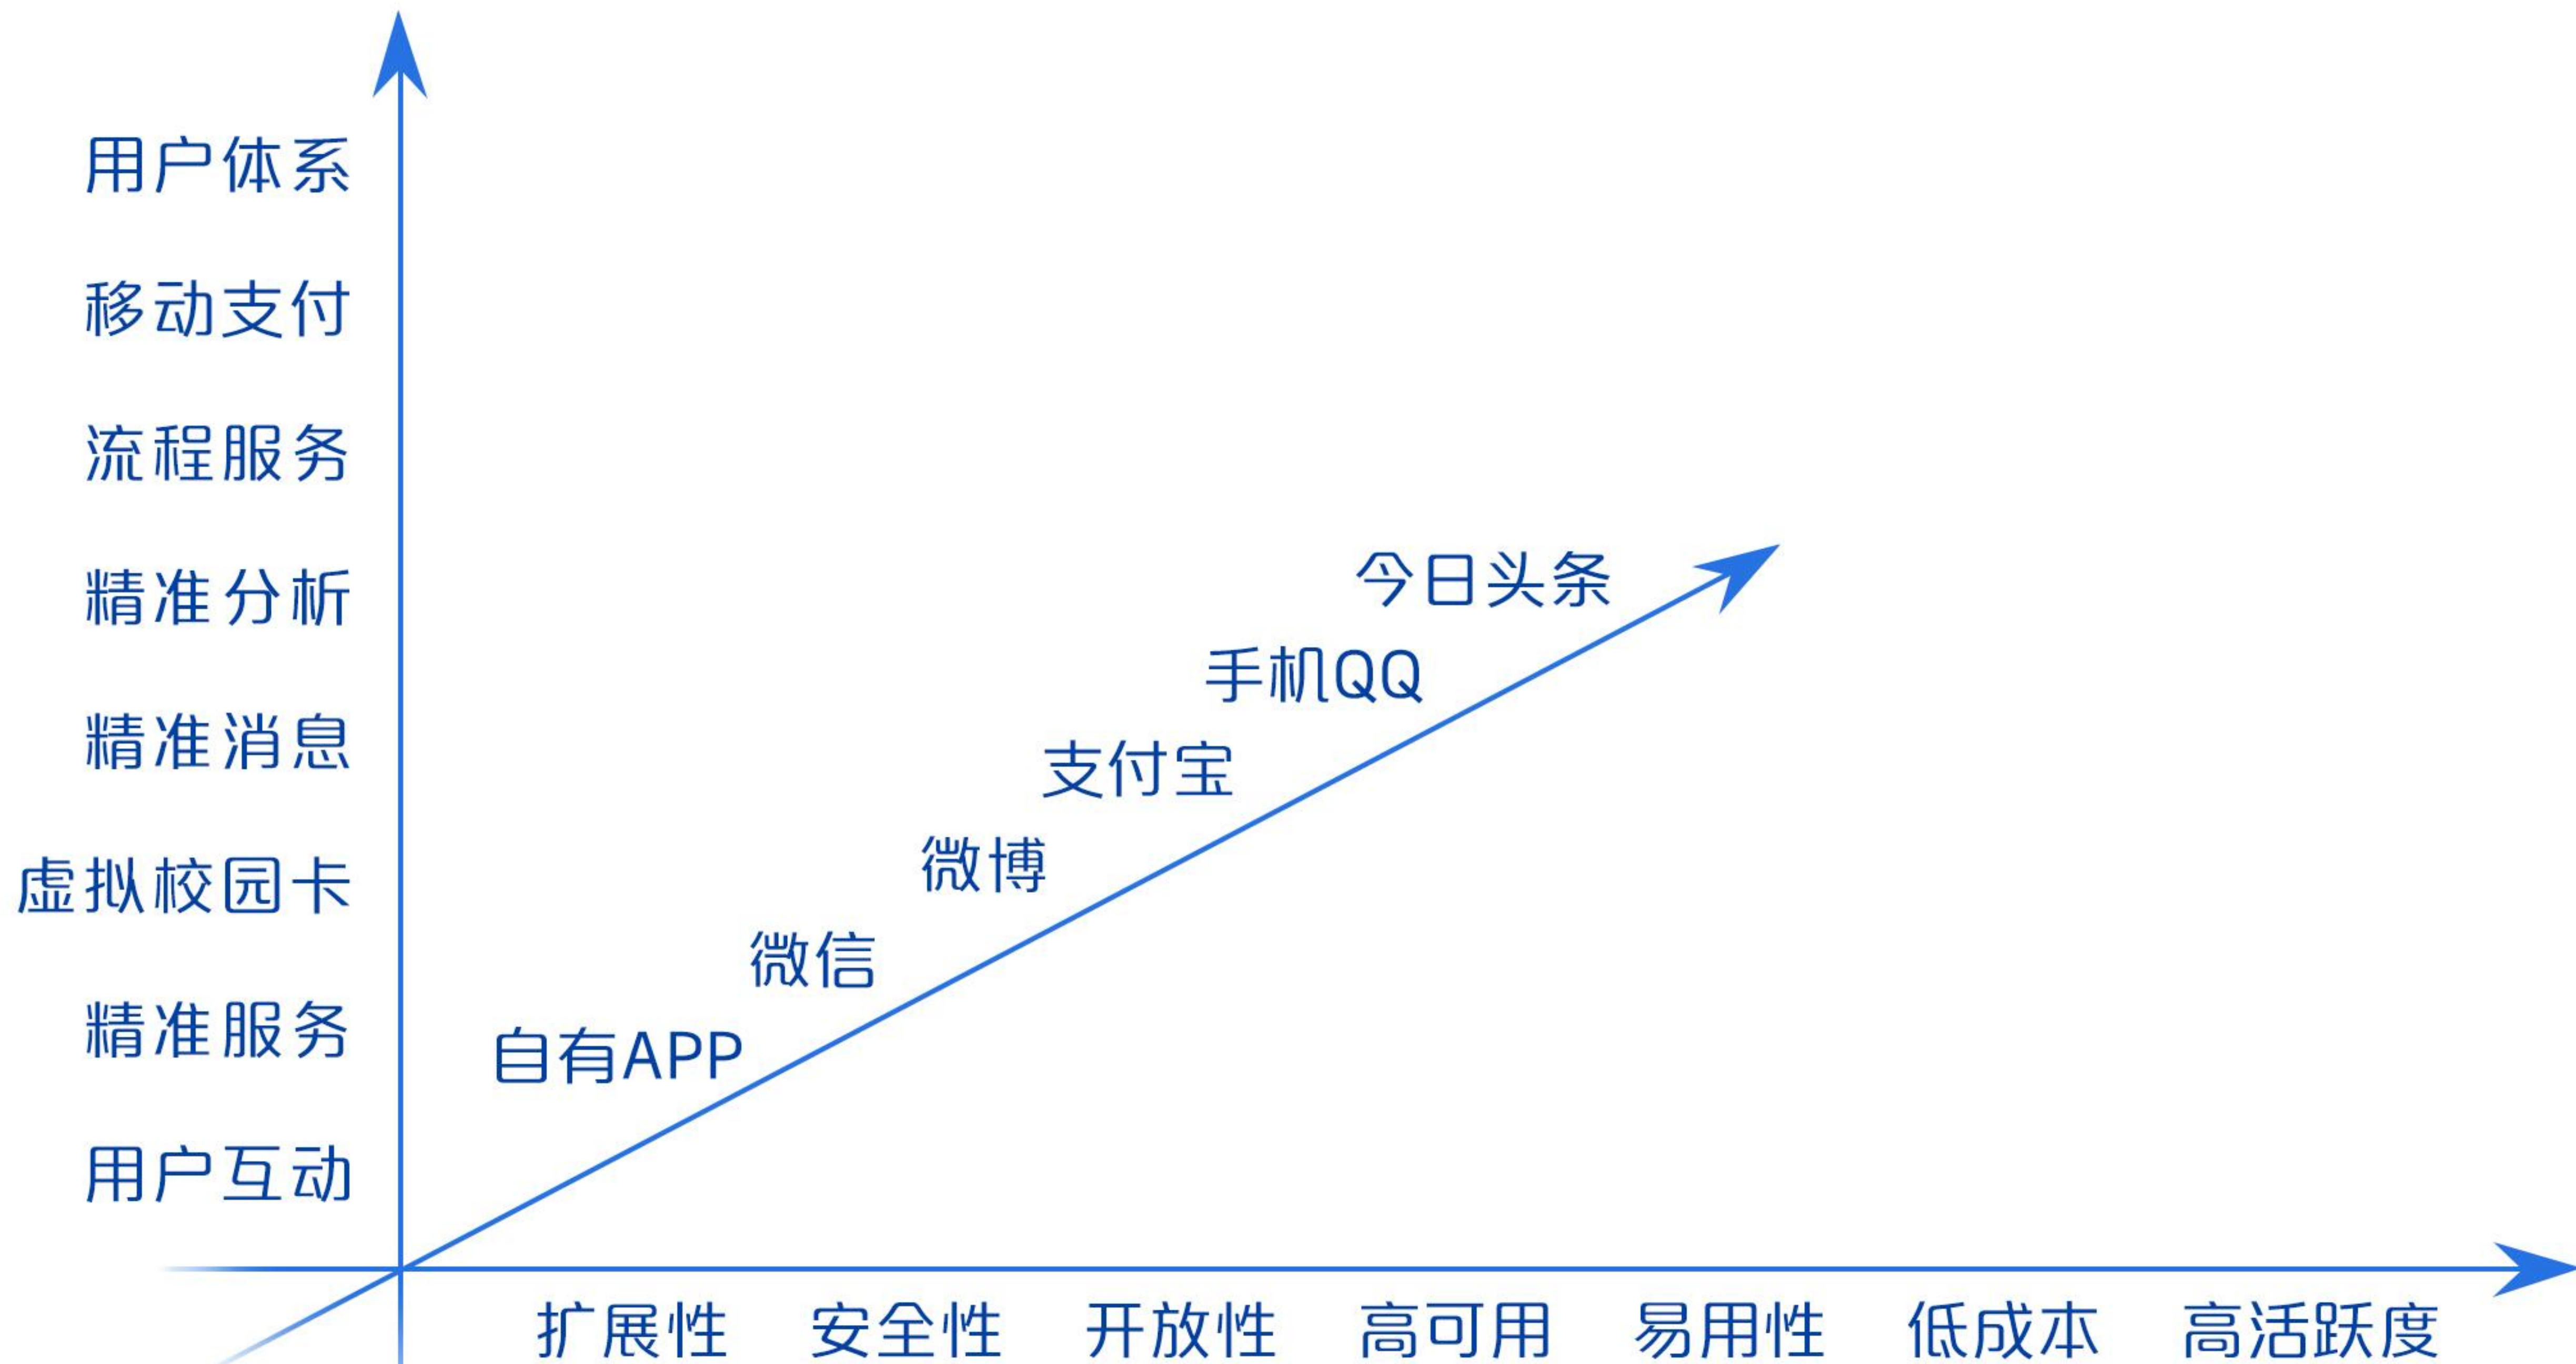 用户体系
移动支付
流程服务
精准分析
精准消息
虚拟校园卡
精准服务
用户互动
今日头条
手机QQ
支付宝
微博
微信
自有APP
扩展性 安全性 开放性 高可用 易用性 低成本 高活跃度